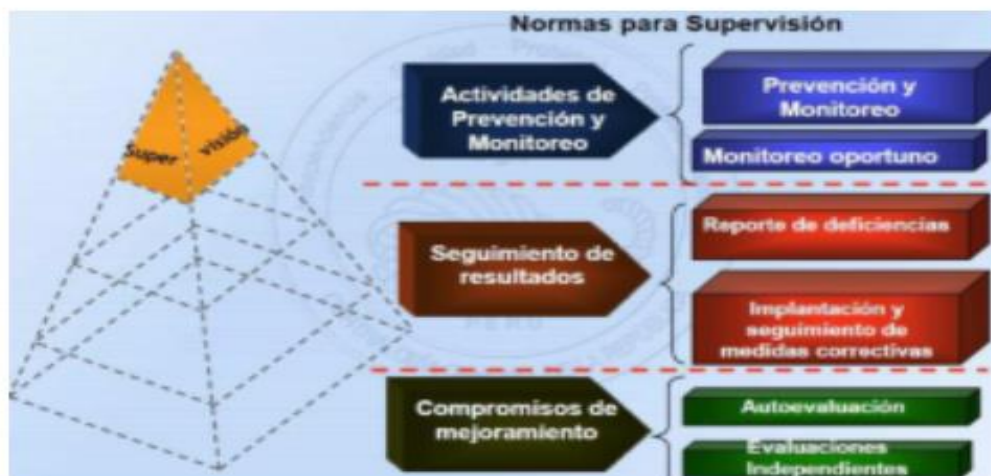 Normas para Supervisión
Super visión
Actividades de
Prevención y
Monitoreo
Prevención y
Monitoreo
Monitoreo oportuno
Seguimiento de
resultados
Reporte de deficiencias
Implantación y
seguimiento de
medidas correctivas
Compromisos de
mejoramiento
Autoevaluación
Evaluaciones
Independientes